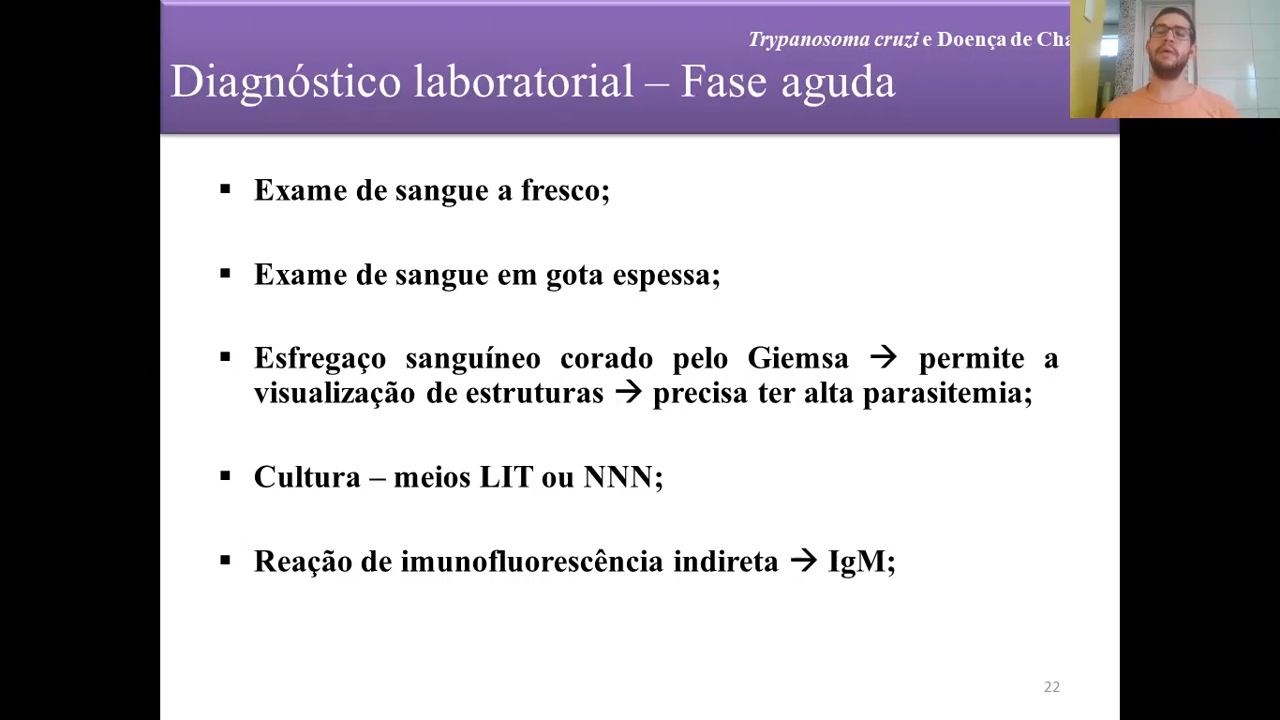 Trypanosoma cruzi e Doença de
Diagnóstico laboratorial – Fase aguda
▪ Exame de sangue a fresco;
▪ Exame de sangue em gota espessa;
▪ Esfregaço sanguíneo corado pelo Giemsa → permite a
visualização de estruturas → precisa ter alta parasitemia;
▪ Cultura – meios LIT ou NNN;
▪ Reação de imunofluorescência indireta → IgM;
22